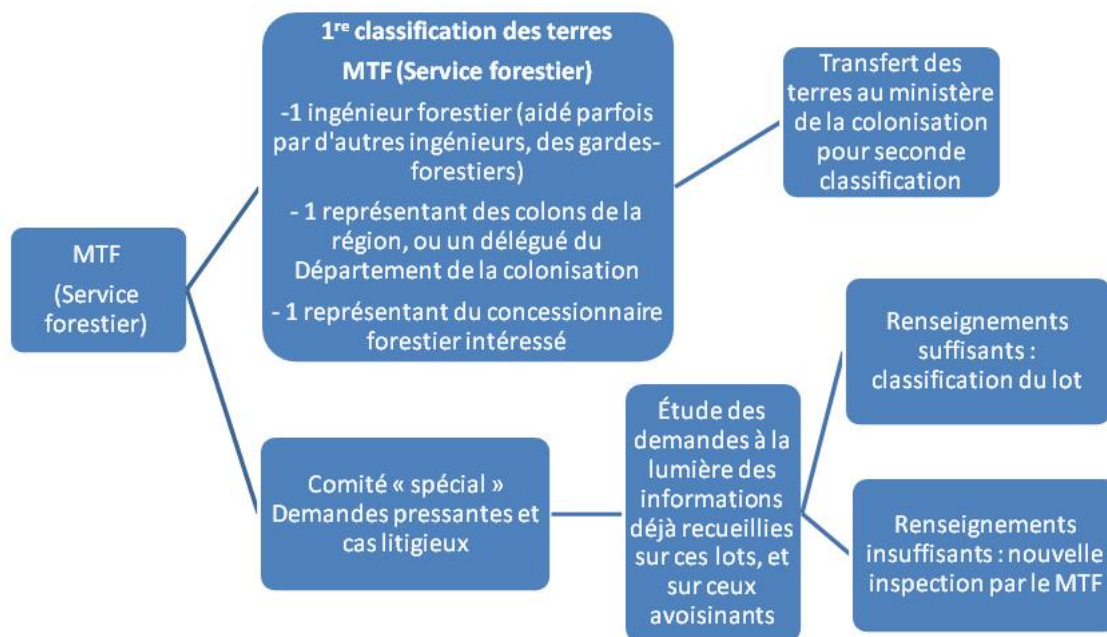 MTF
(Service
forestier)
1re classification des terres
MTF (Service forestier)
-1 ingénieur forestier (aidé parfois
par d'autres ingénieurs, des gardes-
forestiers)
- 1 représentant des colons de la
région, ou un délégué du
Département de la colonisation
- 1 représentant du concessionnaire
forestier intéressé
Transfert des
terres au ministère
de la colonisation
pour seconde
classification
Comité « spécial »
Demandes pressantes et
cas litigieux
Étude des
demandes à la
lumière des
informations
déjà recueillies
sur ces lots, et
sur ceux
avoisinants
Renseignements
suffisants :
classification du lot
Renseignements
insuffisants : nouvelle
inspection par le MTF